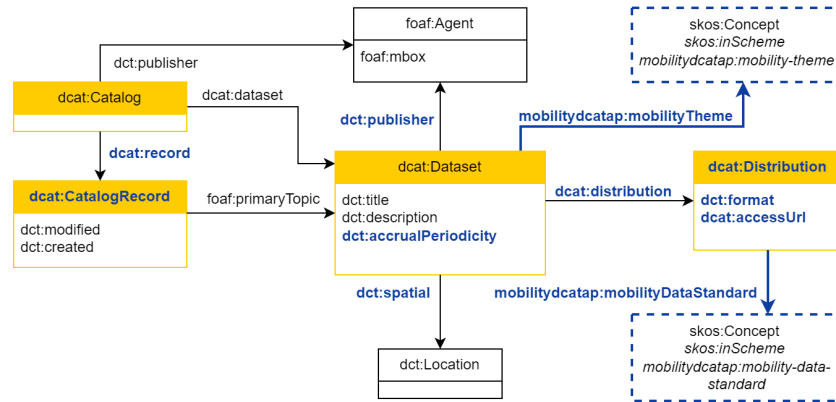 foaf:Agent
foaf:mbox
skos:Concept
skos:inScheme
mobilitydcatap:mobility-theme
dct:publisher
dcat:Catalog
dcat:dataset
dct:publisher
mobilitydcatap:mobilityTheme
dcat:record
dcat:Dataset
dcat:Distribution
dcat:CatalogRecord
foaf:primaryTopic
dcat:distribution
dct:title
dct:description
dct:accrualPeriodicity
dct:format
dcat:accessUrl
dct:modified
dct:created
dct:spatial
mobilitydcatap:mobilityDataStandard
dct:Location
skos:Concept
skos:inScheme
mobilitydcatap:mobility-data-
standard